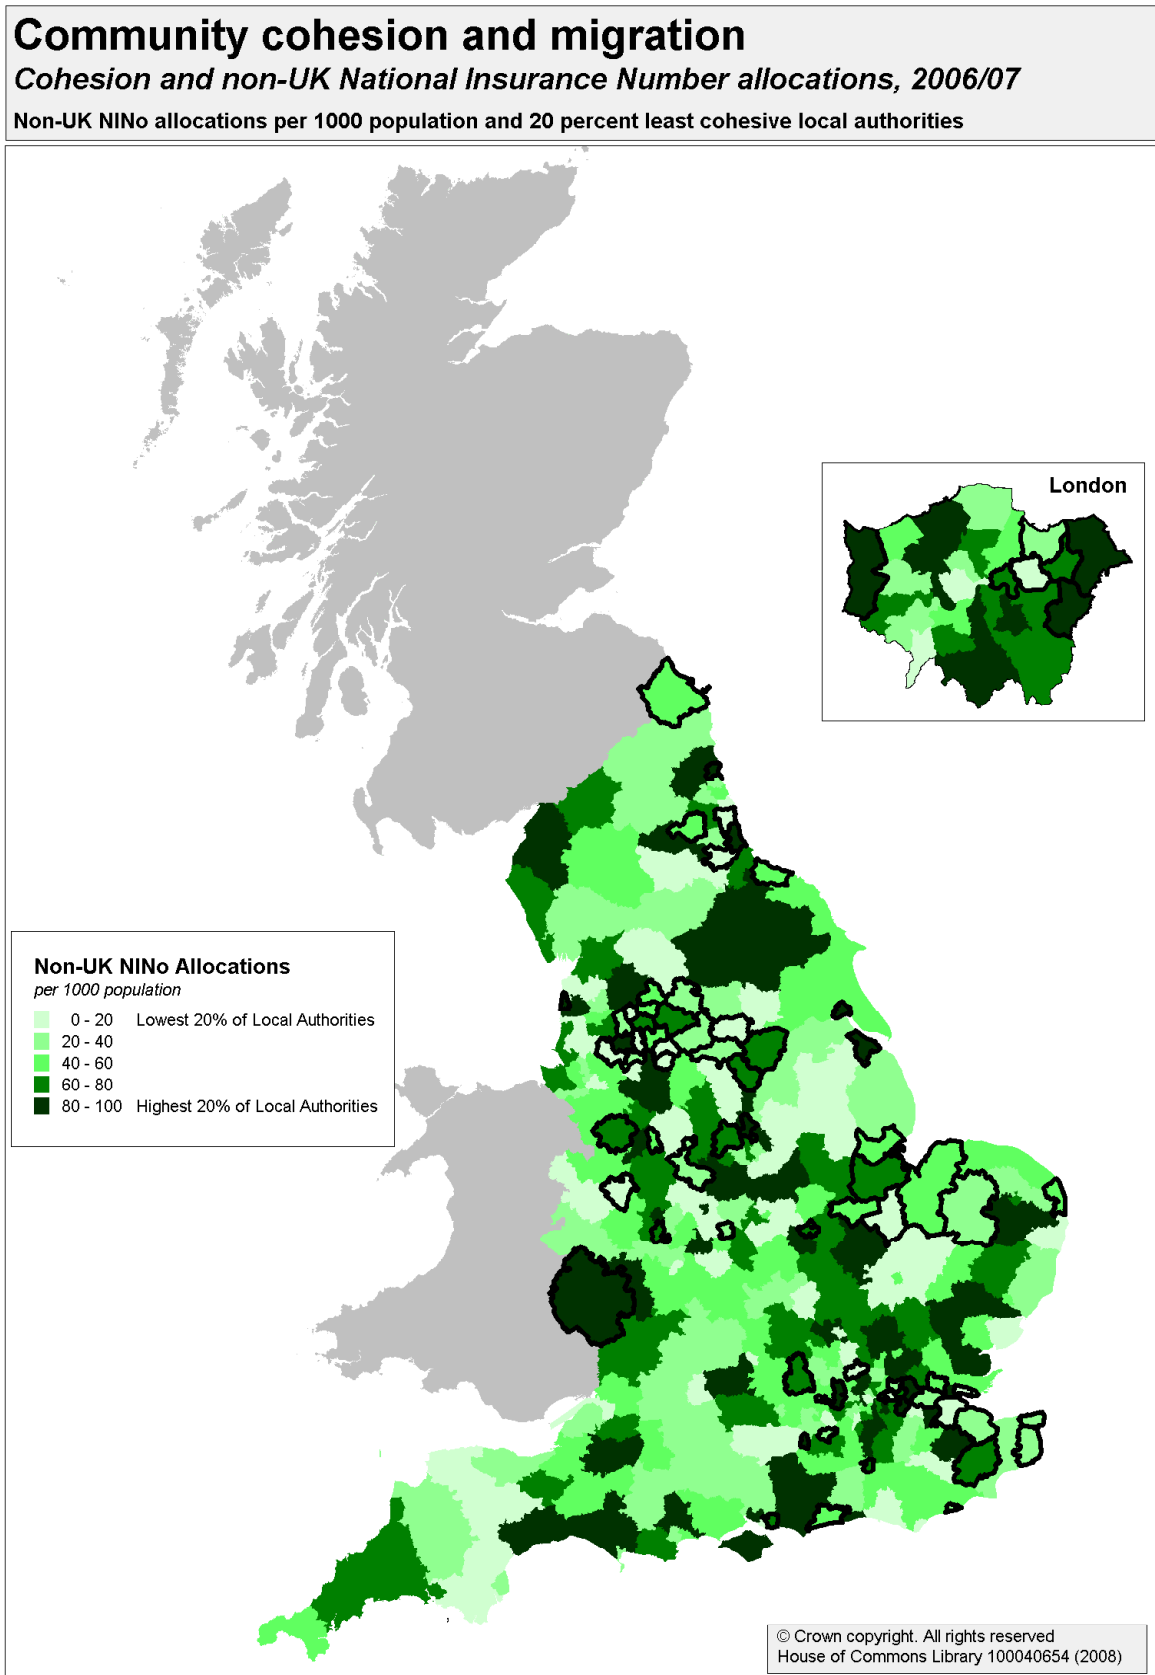 Community cohesion and migration
Cohesion and non-UK National Insurance Number allocations, 2006/07
Non-UK NINo allocations per 1000 population and 20 percent least cohesive local authorities
London
Non-UK NINo Allocations
per 1000 population
0 - 20 Lowest 20% of Local Authorities
20 - 40
40 - 60
60 - 80
80 - 100 Highest 20% of Local Authorities
© Crown copyright. All rights reserved
House of Commons Library 100040654 (2008)